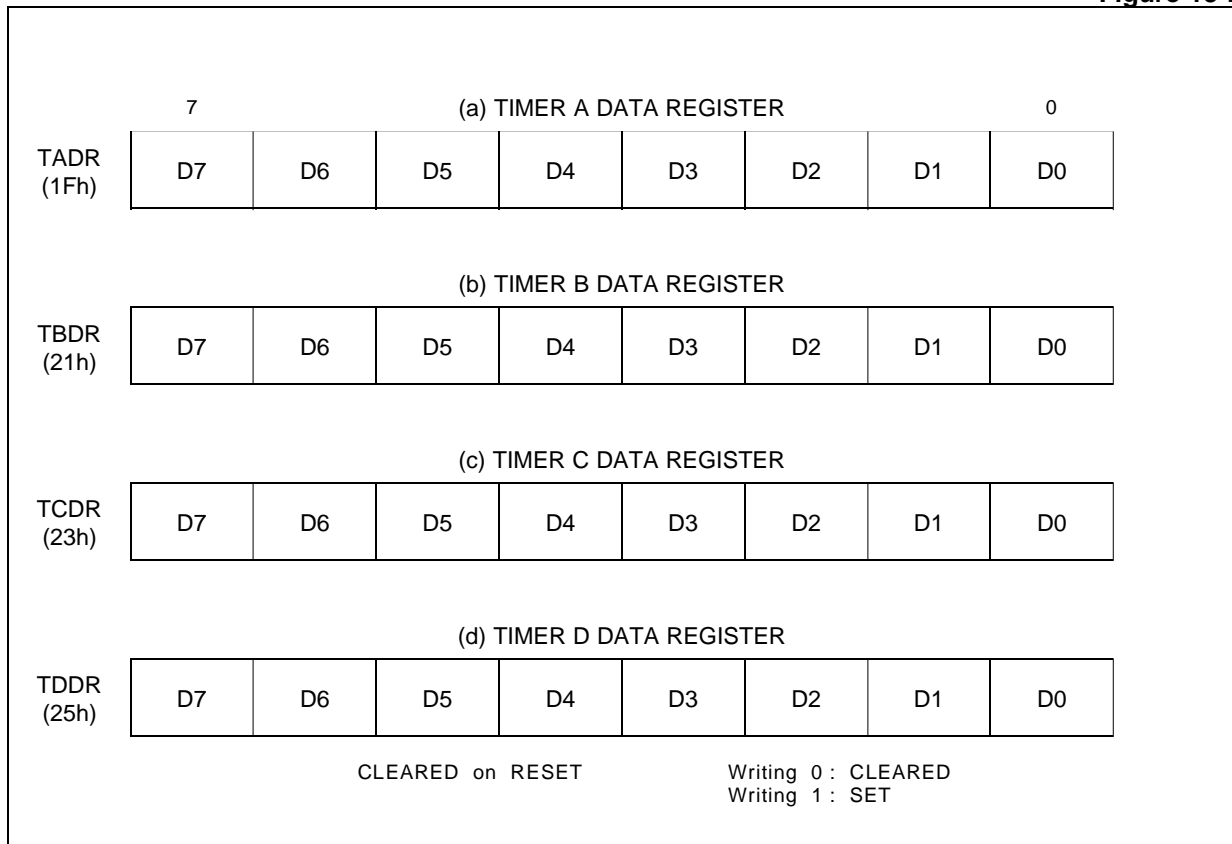 7 (a) TIMER A DATA REGISTER 0
TADR
(1Fh)
D7 D6 D5 D4 D3 D2 D1 D0
(b) TIMER B DATA REGISTER
TBDR
(21h)
D7 D6 D5 D4 D3 D2 D1 D0
(c) TIMER C DATA REGISTER
TCDR
(23h)
D7 D6 D5 D4 D3 D2 D1 D0
(d) TIMER D DATA REGISTER
TDDR
(25h)
D7 D6 D5 D4 D3 D2 D1 D0
CLEARED on RESET Writing 0 : CLEARED
Writing 1 : SET